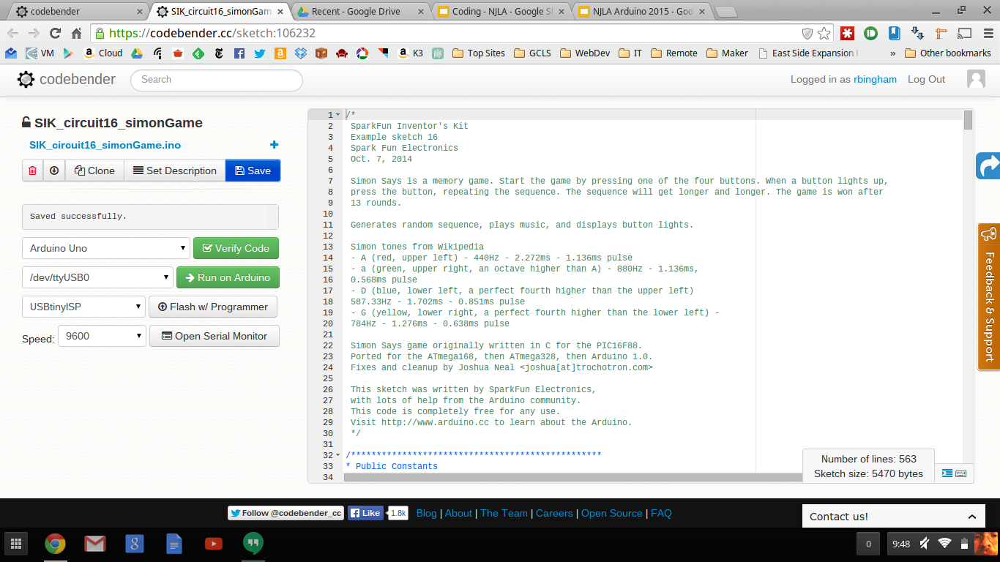 codebender
SIK_circuit16_simonGam
Recent - Google Drive
Coding - NJLA - Google Sl
NJLA Arduino 2015 - Goo
https://codebender.cc/sketch:106232
VM
Cloud
K3
Top Sites
GCLS
WebDev
IT
Remote
Maker
East Side Expansion
»
Other bookmarks
codebender
Search
Logged in as rbingham
Log Out
SIK_circuit16_simonGame
SIK_circuit16_simonGame.ino
Clone
Set Description
Save
Saved successfully.
Arduino Uno
Verify Code
/dev/ttyUSB0
Run on Arduino
USBtinyISP
Flash w/ Programmer
Speed:
9600
Open Serial Monitor
1 /*
2 SparkFun Inventor's Kit
3 Example sketch 16
4 Spark Fun Electronics
5 Oct. 7, 2014
6
7 Simon Says is a memory game. Start the game by pressing one of the four buttons. When a button lights up,
8 press the button, repeating the sequence. The sequence will get longer and longer. The game is won after
9 13 rounds.
10
11 Generates random sequence, plays music, and displays button lights.
12
13 Simon tones from Wikipedia
14 - A (red, upper left) - 440Hz - 2.272ms - 1.136ms pulse
15 - a (green, upper right, an octave higher than A) - 880Hz - 1.136ms,
16 0.568ms pulse
17 - D (blue, lower left, a perfect fourth higher than the upper left)
18 587.33Hz - 1.702ms - 0.851ms pulse
19 - G (yellow, lower right, a perfect fourth higher than the lower left) -
20 784Hz - 1.276ms - 0.638ms pulse
21
22 Simon Says game originally written in C for the PIC16F88.
23 Ported for the ATmega168, then ATmega328, then Arduino 1.0.
24 Fixes and cleanup by Joshua Neal <joshua[at]trochotron.com>
25
26 This sketch was written by SparkFun Electronics,
27 with lots of help from the Arduino community.
28 This code is completely free for any use.
29 Visit http://www.arduino.cc to learn about the Arduino.
30 */
31
32 /*************************************************
33 * Public Constants
34
Number of lines: 563
Sketch size: 5470 bytes
Feedback & Support
Follow @codebender_cc
Like
1.8k
Blog | About | The Team | Careers | Open Source | FAQ
Contact us!
0
9:48